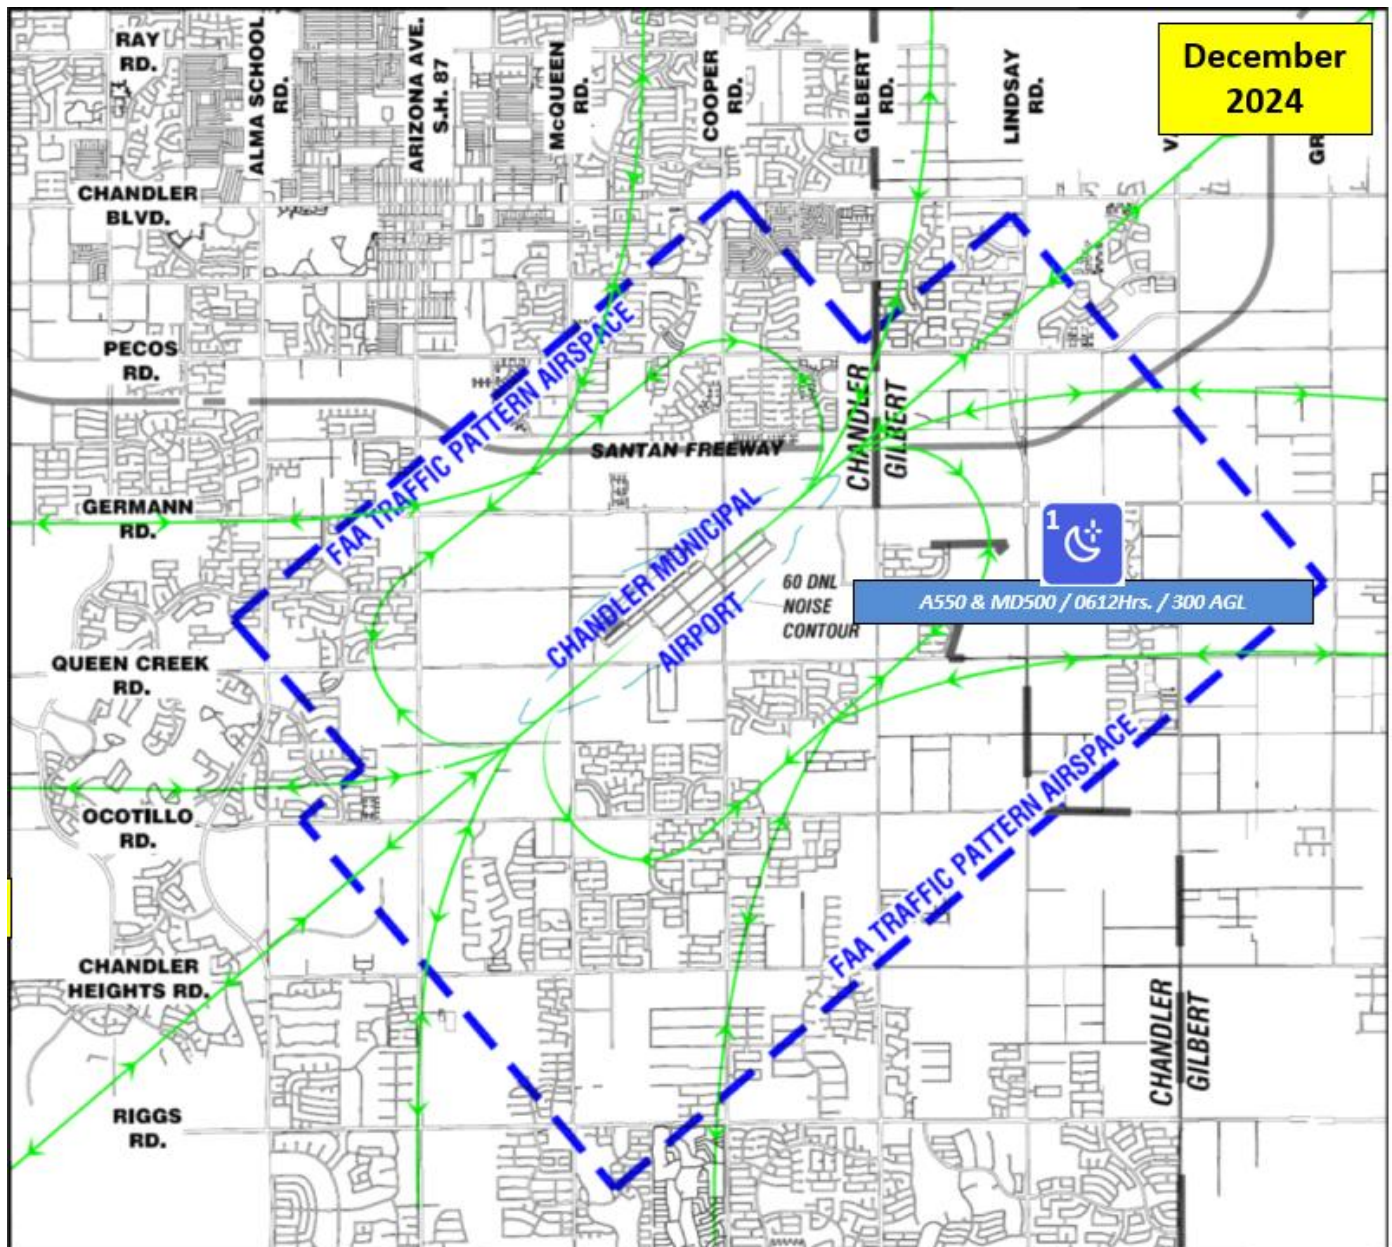 December
2024
RAY
RD.
ALMA SCHOOL
RD.
ARIZONA AVE.
S.H. 87
McQUEEN
RD.
COOPER
RD.
GILBERT
RD.
LINDSAY
RD.
V
GR
CHANDLER
BLVD.
PECOS
RD.
FAA TRAFFIC PATTERN AIRSPACE
CHANDLER
GILBERT
SANTAN FREEWAY
GERMANN
RD.
CHANDLER MUNICIPAL
AIRPORT
60 DNL
NOISE
CONTOUR
1
A550 & MD500 / 0612Hrs. / 300 AGL
QUEEN CREEK
RD.
OCOTILLO
RD.
FAA TRAFFIC PATTERN AIRSPACE
CHANDLER
HEIGHTS RD.
CHANDLER
GILBERT
RIGGS
RD.